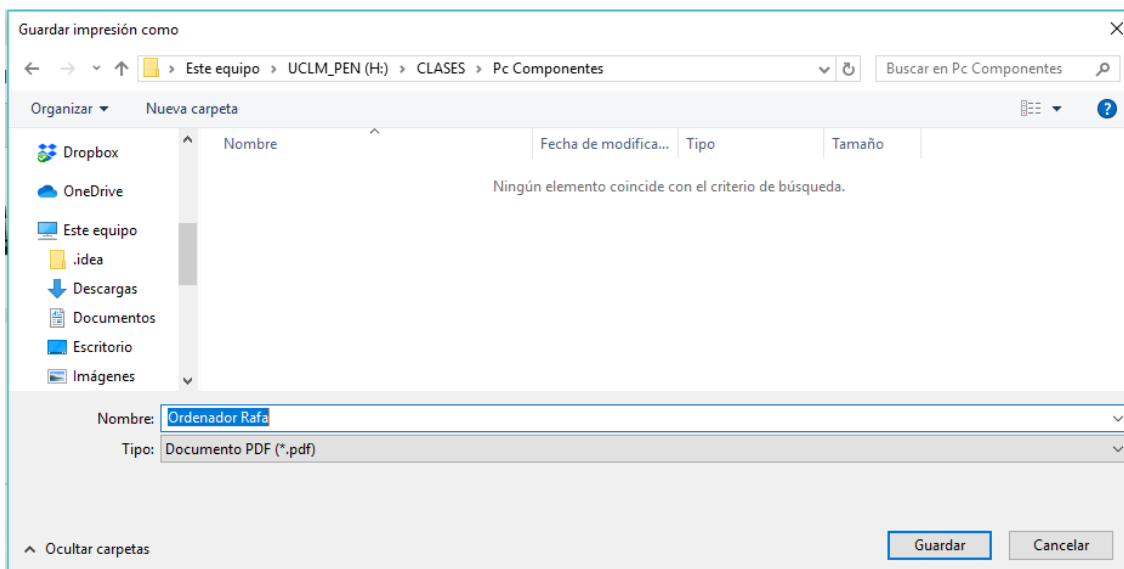 Guardar impresión como
Este equipo > UCLM_PEN (H:) > CLASES > Pc Componentes
Buscar en Pc Componentes
Organizar
Nueva carpeta
Nombre
Fecha de modifica...
Tipo
Tamaño
Ningún elemento coincide con el criterio de búsqueda.
Dropbox
OneDrive
Este equipo
.idea
Descargas
Documentos
Escritorio
Imágenes
Nombre: Ordenador Rafa
Tipo: Documento PDF (*.pdf)
Ocultar carpetas
Guardar
Cancelar